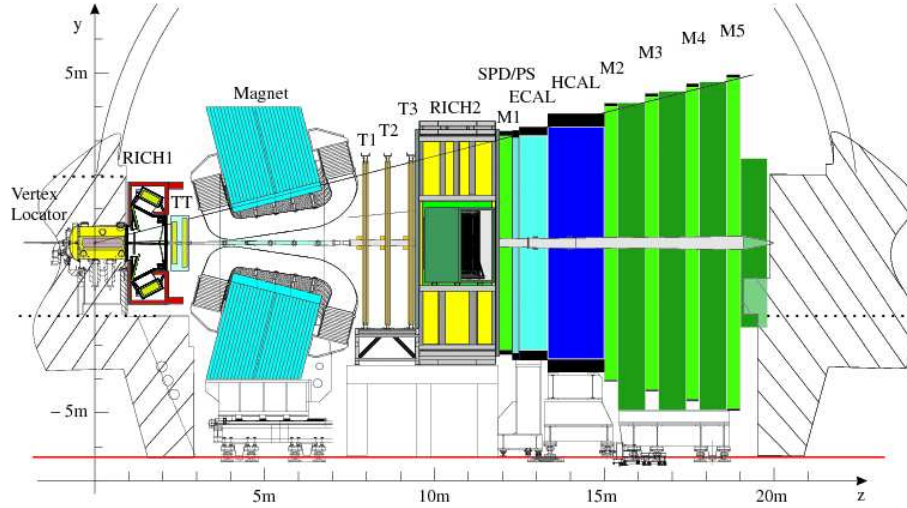 y
5m
Magnet
RICH1
Vertex
Locator
TT
T1
T2
T3
RICH2
M1
SPD/PS
ECAL
HCAL
M2
M3
M4
M5
− 5m
5m
10m
15m
20m
z